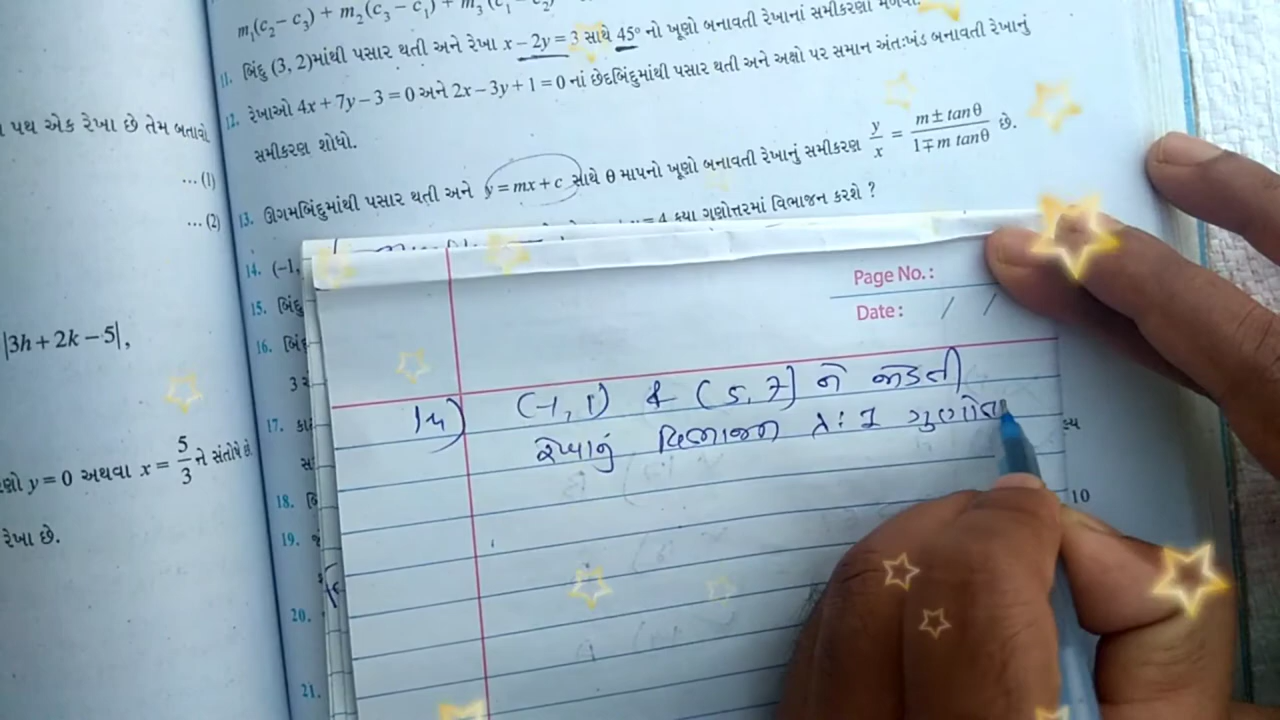 m₁(c₂ – c₃) + m₂(c₃ – c₁) + m₃(c₁ – c₂)
11. બિંદુ (3, 2)માંથી પસાર થતી અને રેખા x – 2y = 3 સાથે 45° નો ખૂણો બનાવતી રેખાનાં સમીકરણો મેળવો.
12. રેખાઓ 4x + 7y – 3 = 0 અને 2x – 3y + 1 = 0 નાં છેદબિંદુમાંથી પસાર થતી અને અક્ષો પર સમાન અંતઃખંડ બનાવતી રેખાનું
સમીકરણ શોધો.
13. ઊગમબિંદુમાંથી પસાર થતી અને y = mx + c સાથે θ માપનો ખૂણો બનાવતી રેખાનું સમીકરણ y/x = (m ± tanθ)/(1 ∓ m tanθ) છે.
= 4 ક્યા ગુણોત્તરમાં વિભાજન કરશે ?
14. (–1,
15. બિંદુ
16.
3
17.
18.
19.
20.
21.
પથ એક રેખા છે તેમ બતાવો.
... (1)
... (2)
|3h + 2k – 5|,
y = 0 અથવા x = 5/3 ને સંતોષે છે.
રેખા છે.
Page No.:
Date: / /
14) (-1, 1) & (5, 7) ને જોડતી
રેખાનું વિભાજન λ : 1 ગુણોત્ત
10